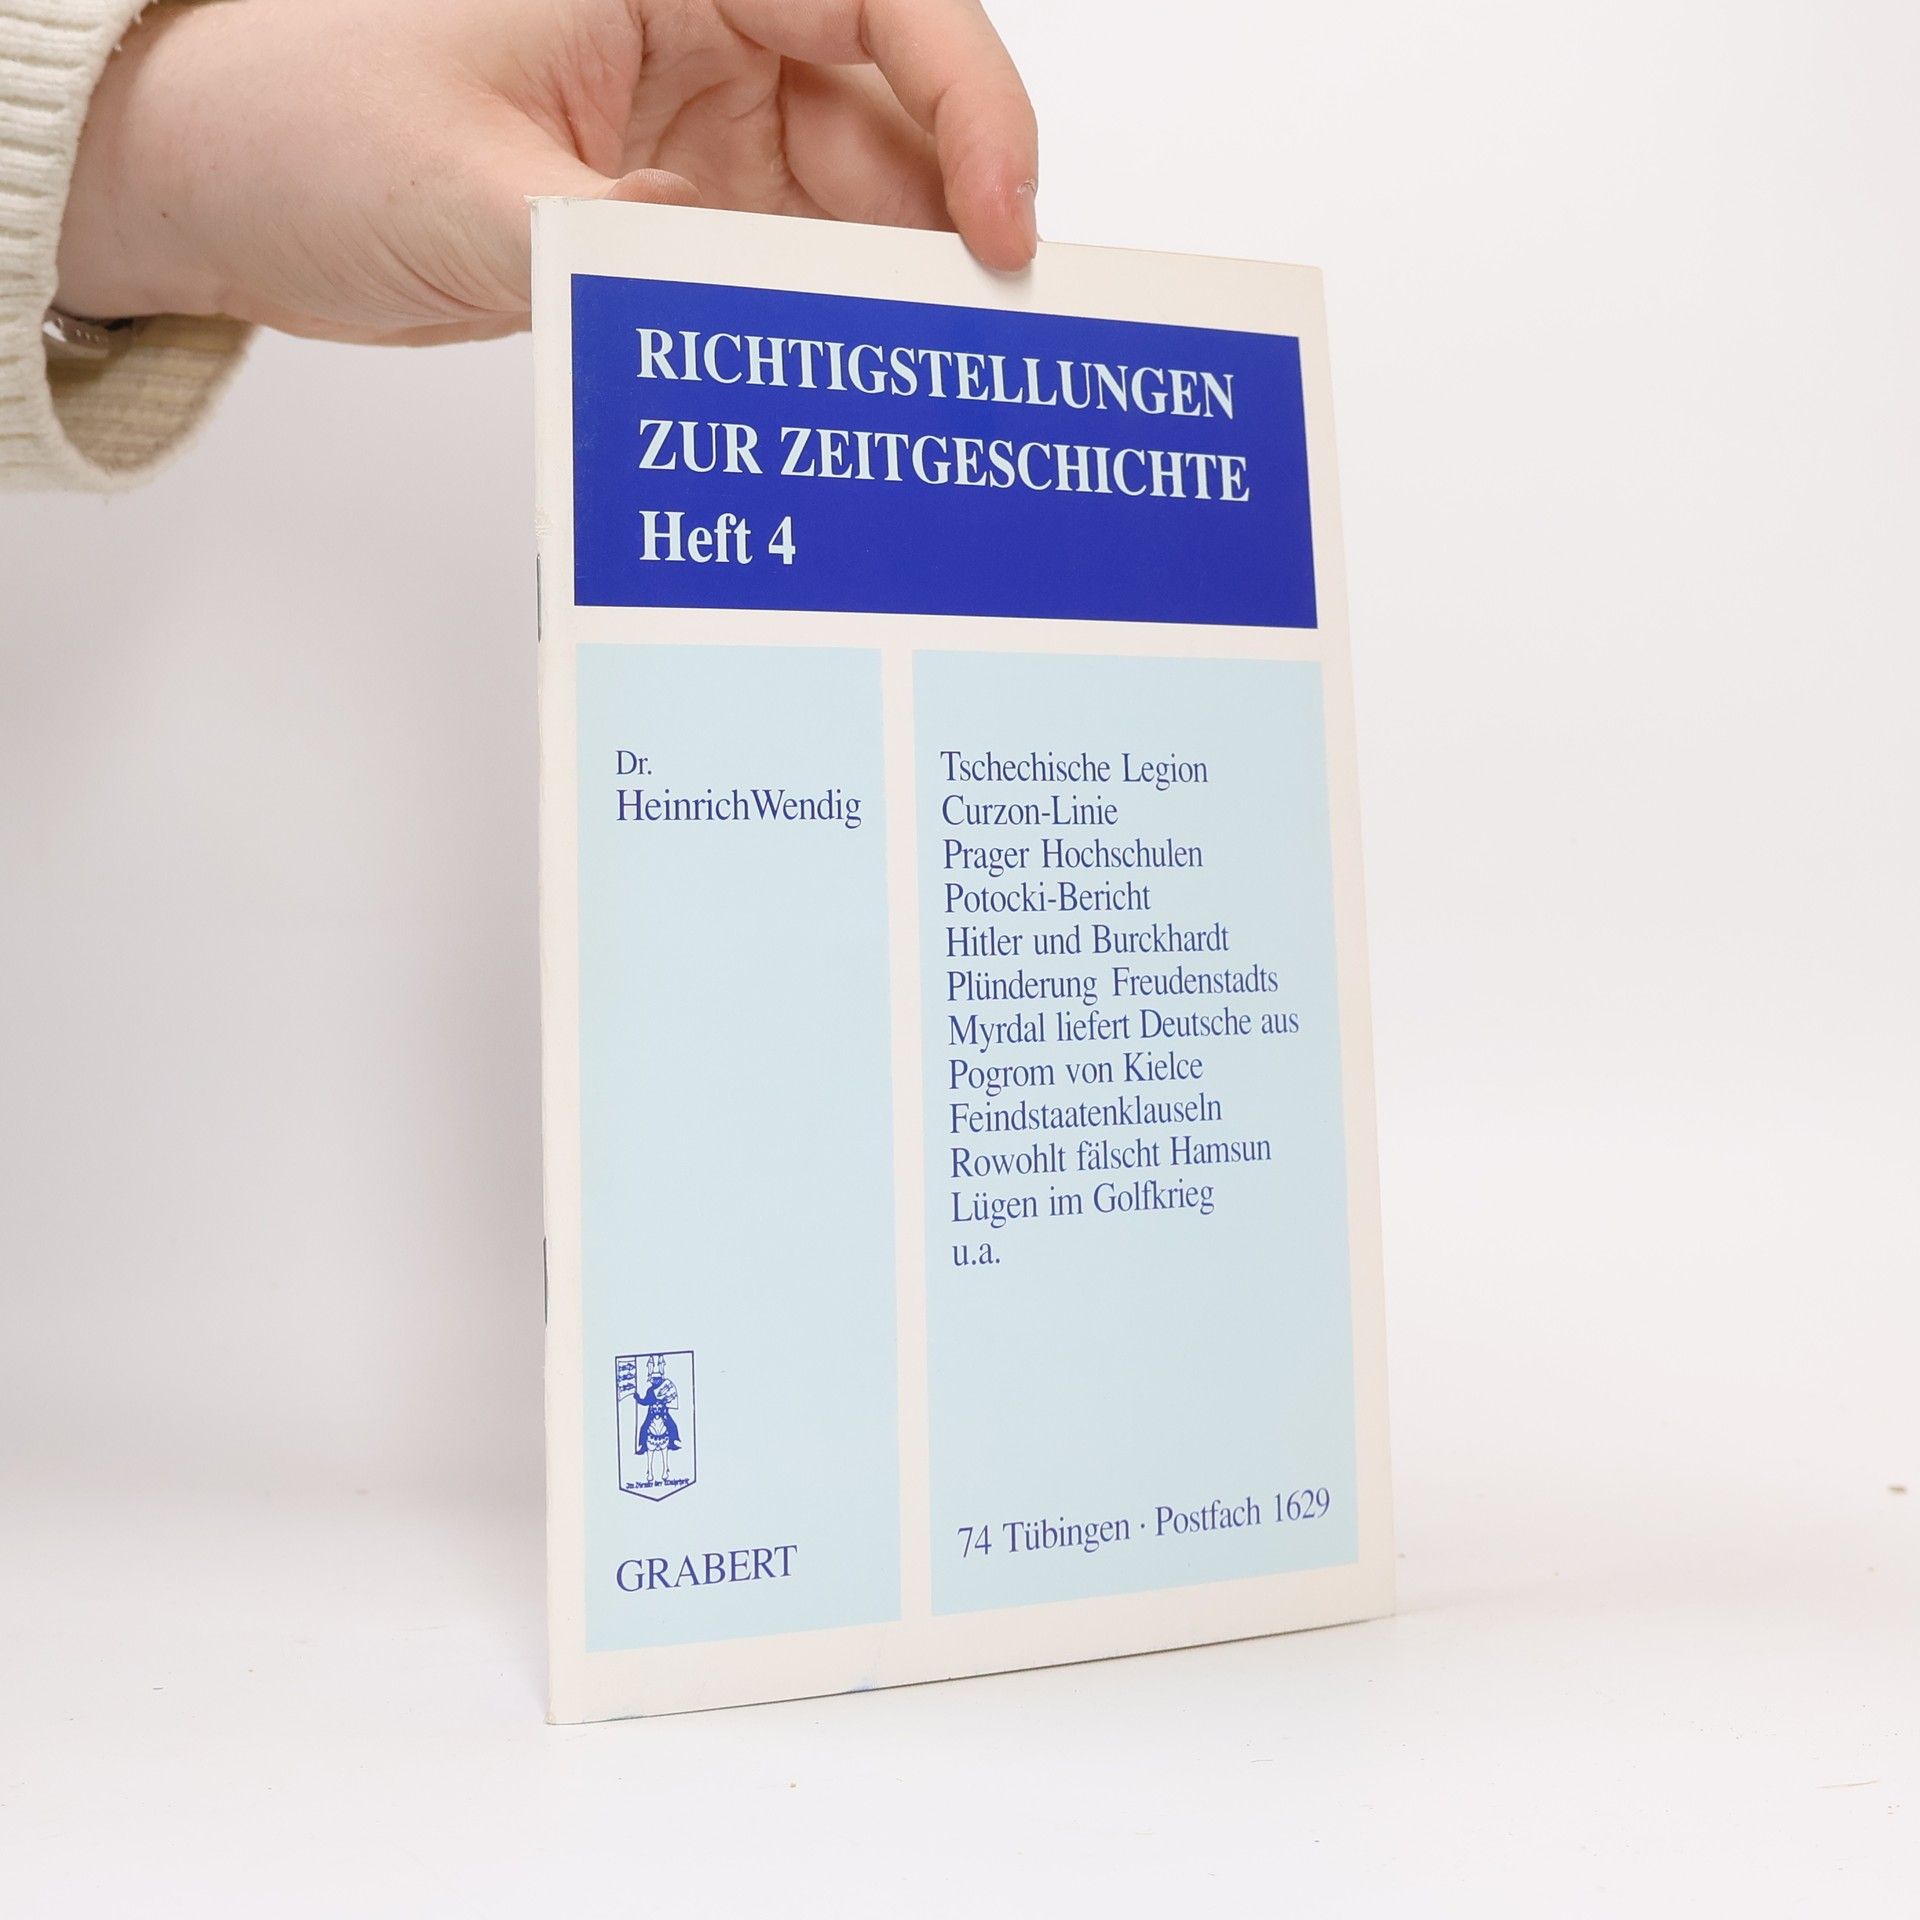 RICHTIGSTELLUNGEN
ZUR ZEITGESCHICHTE
Heft 4
Dr.
Heinrich Wendig
Tschechische Legion
Curzon-Linie
Prager Hochschulen
Potocki-Bericht
Hitler und Burckhardt
Plünderung Freudenstadts
Myrdal liefert Deutsche aus
Pogrom von Kielce
Feindstaatenklauseln
Rowohlt fälscht Hamsun
Lügen im Golfkrieg
u.a.
GRABERT
74 Tübingen · Postfach 1629